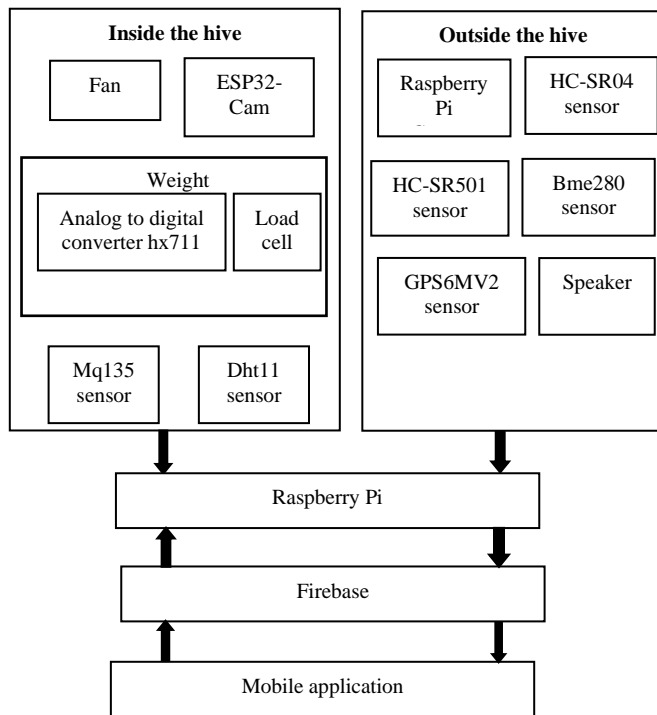 Inside the hive
Fan
ESP32-
Cam
Weight
Analog to digital
converter hx711
Load
cell
Mq135
sensor
Dht11
sensor
Outside the hive
Raspberry
Pi
HC-SR04
sensor
HC-SR501
sensor
Bme280
sensor
GPS6MV2
sensor
Speaker
Raspberry Pi
Firebase
Mobile application